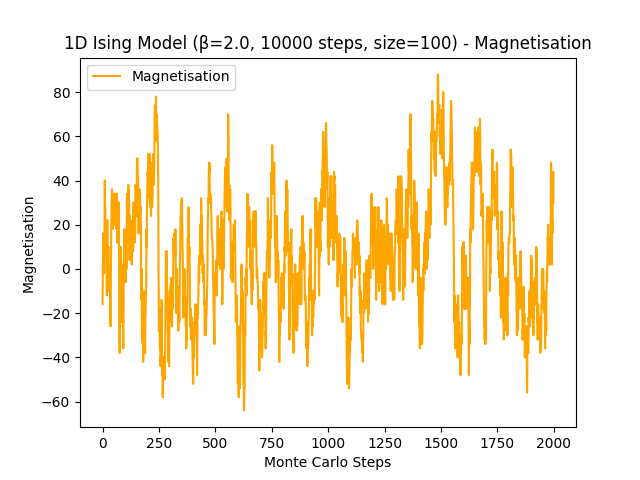 1D Ising Model (β=2.0, 10000 steps, size=100) - Magnetisation
Magnetisation
80
60
40
20
0
−20
−40
−60
Magnetisation
0 250 500 750 1000 1250 1500 1750 2000
Monte Carlo Steps